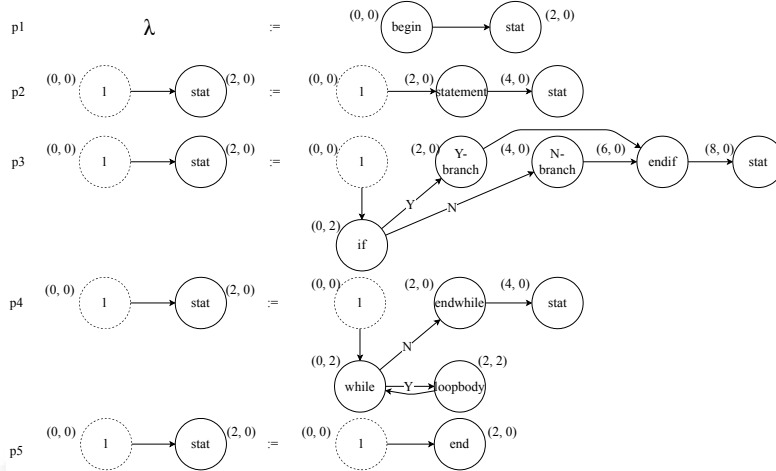 p1 λ := (0, 0) begin stat (2, 0)
p2 (0, 0) 1 stat (2, 0) := (0, 0) 1 (2, 0) statement (4, 0) stat
p3 (0, 0) 1 stat (2, 0) := (0, 0) 1 (2, 0) Y-branch (4, 0) N-branch (6, 0) endif (8, 0) stat
Y N
(0, 2) if
p4 (0, 0) 1 stat (2, 0) := (0, 0) 1 (2, 0) endwhile (4, 0) stat
N
(0, 2) while Y loopbody (2, 2)
p5 (0, 0) 1 stat (2, 0) := (0, 0) 1 end (2, 0)